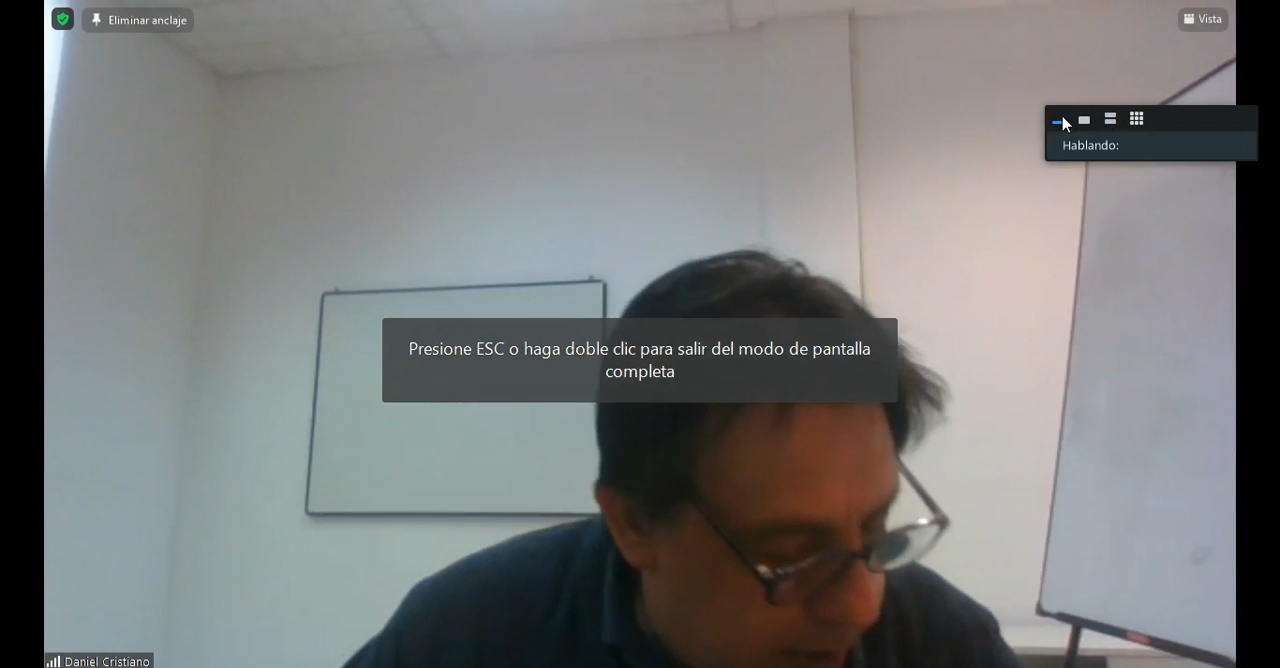 Eliminar anclaje
Vista
Hablando:
Presione ESC o haga doble clic para salir del modo de pantalla
completa
Daniel Cristiano